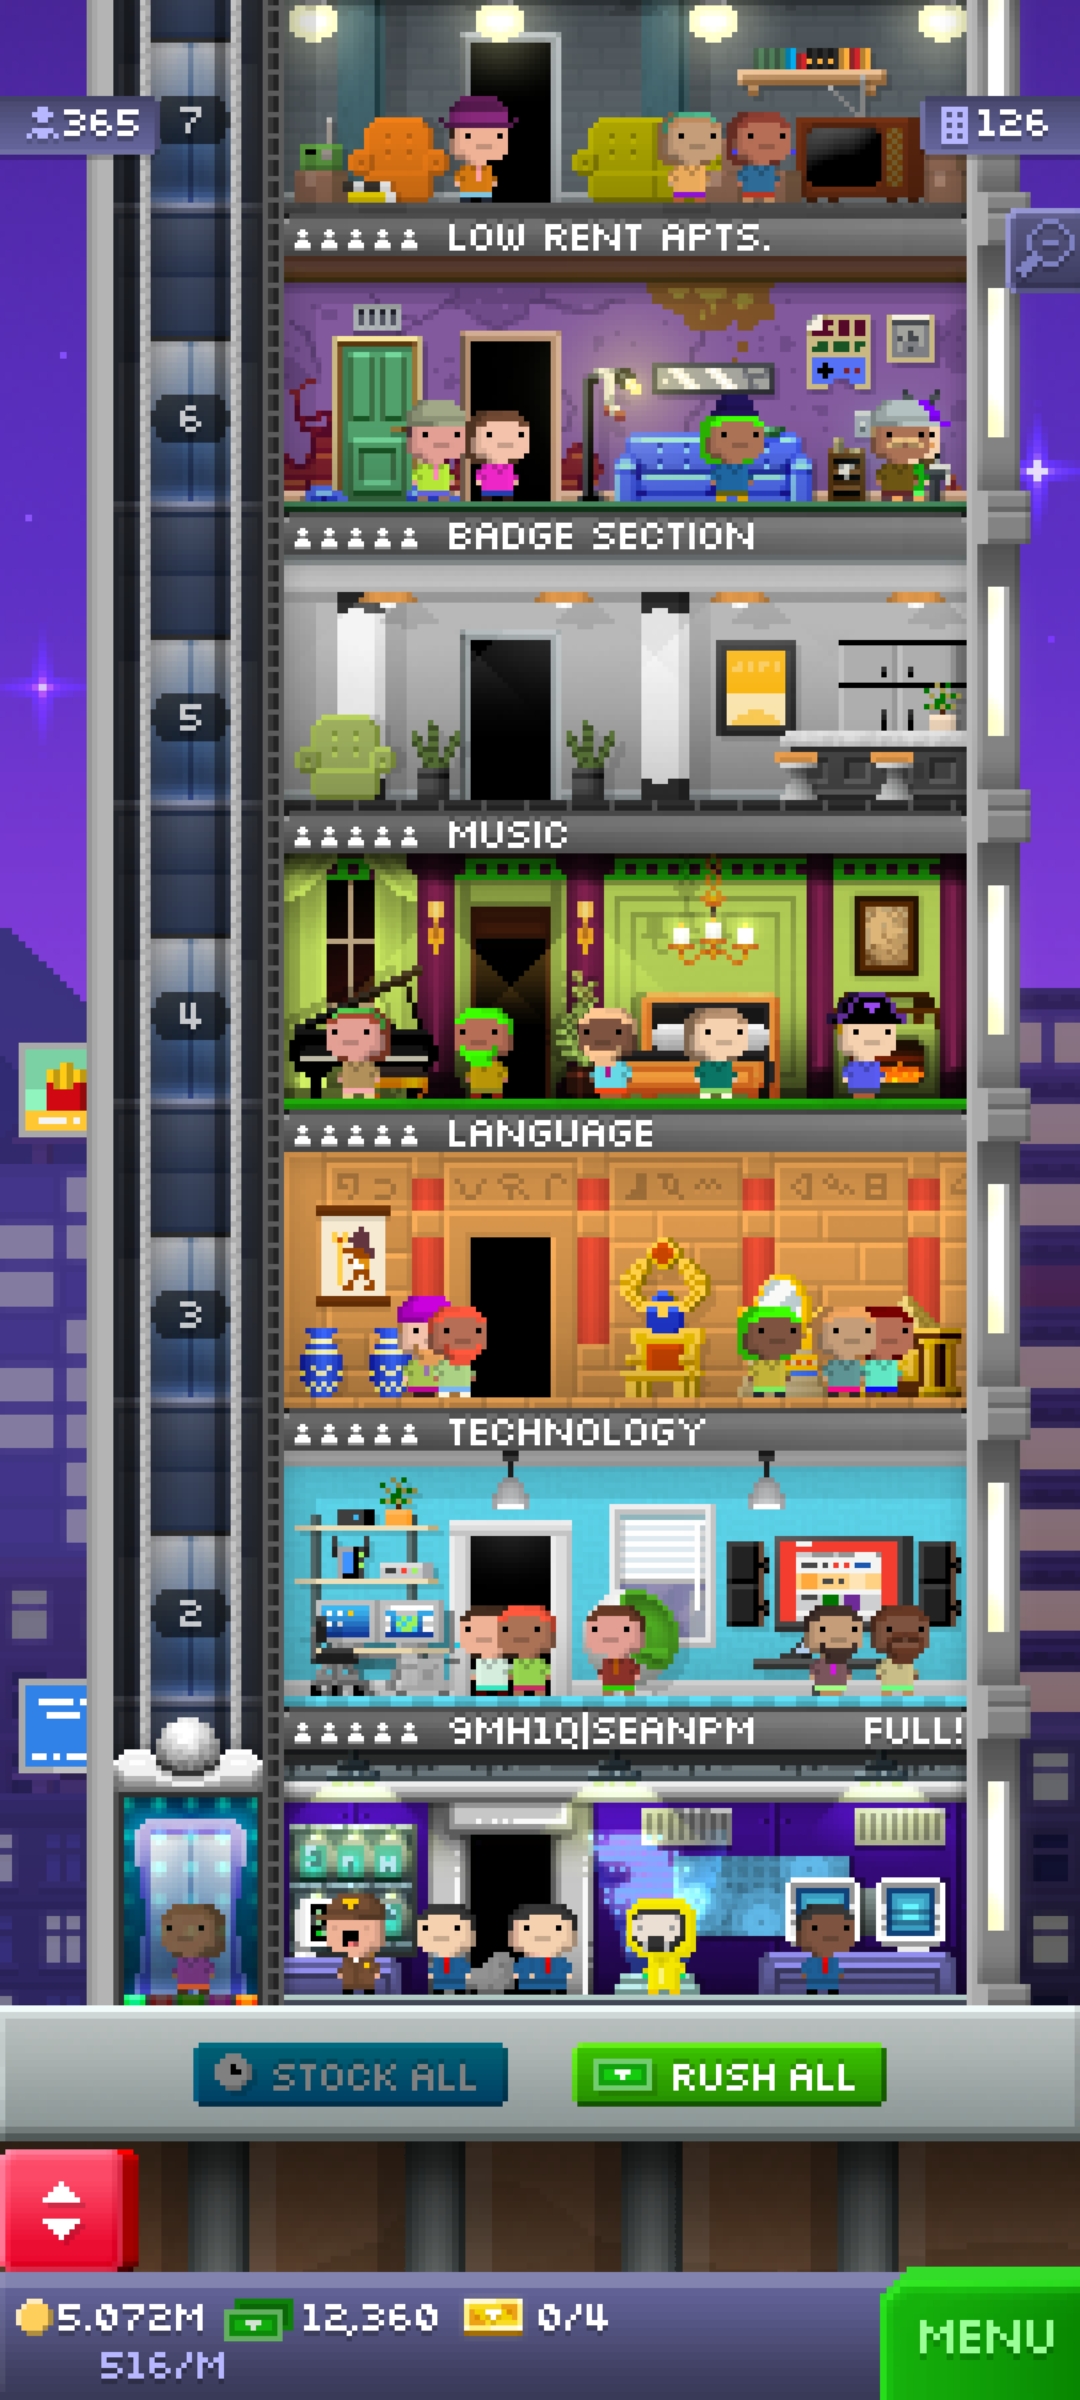 365
7
126
LOW RENT APTS.
6
BADGE SECTION
5
MUSIC
4
LANGUAGE
3
TECHNOLOGY
2
9MH1Q|SEANPM FULL!
STOCK ALL
RUSH ALL
5.072M 12,360 0/4
516/M
MENU